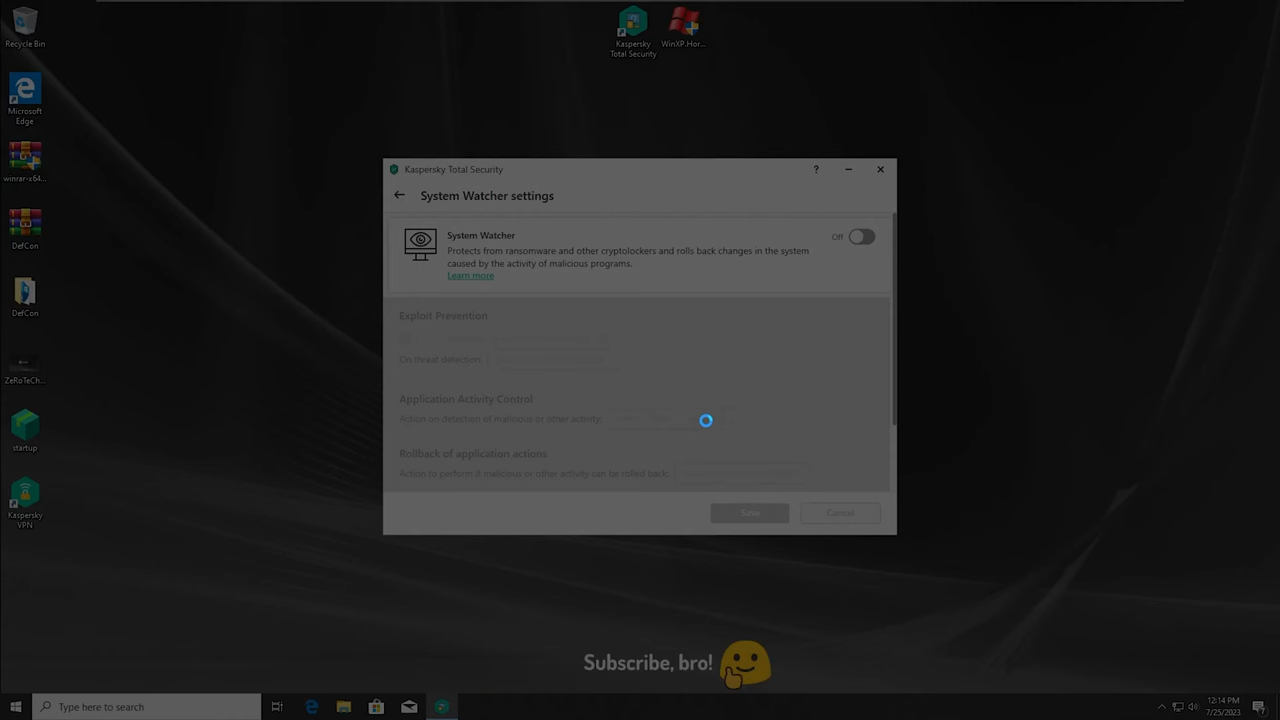 Recycle Bin
Kaspersky
Total Security
WinXP.Hor...
Microsoft
Edge
winrar-x64...
DefCon
DefCon
ZeRoTeCh...
startup
Kaspersky
VPN
Kaspersky Total Security
?
System Watcher settings
System Watcher
Off
Protects from ransomware and other cryptolockers and rolls back changes in the system
caused by the activity of malicious programs.
Learn more
Exploit Prevention
On threat detection:
Application Activity Control
Action on detection of malicious or other activity:
Rollback of application actions
Action to perform if malicious or other activity can be rolled back:
Save
Cancel
Subscribe, bro!
Type here to search
12:14 PM
7/25/2023
7